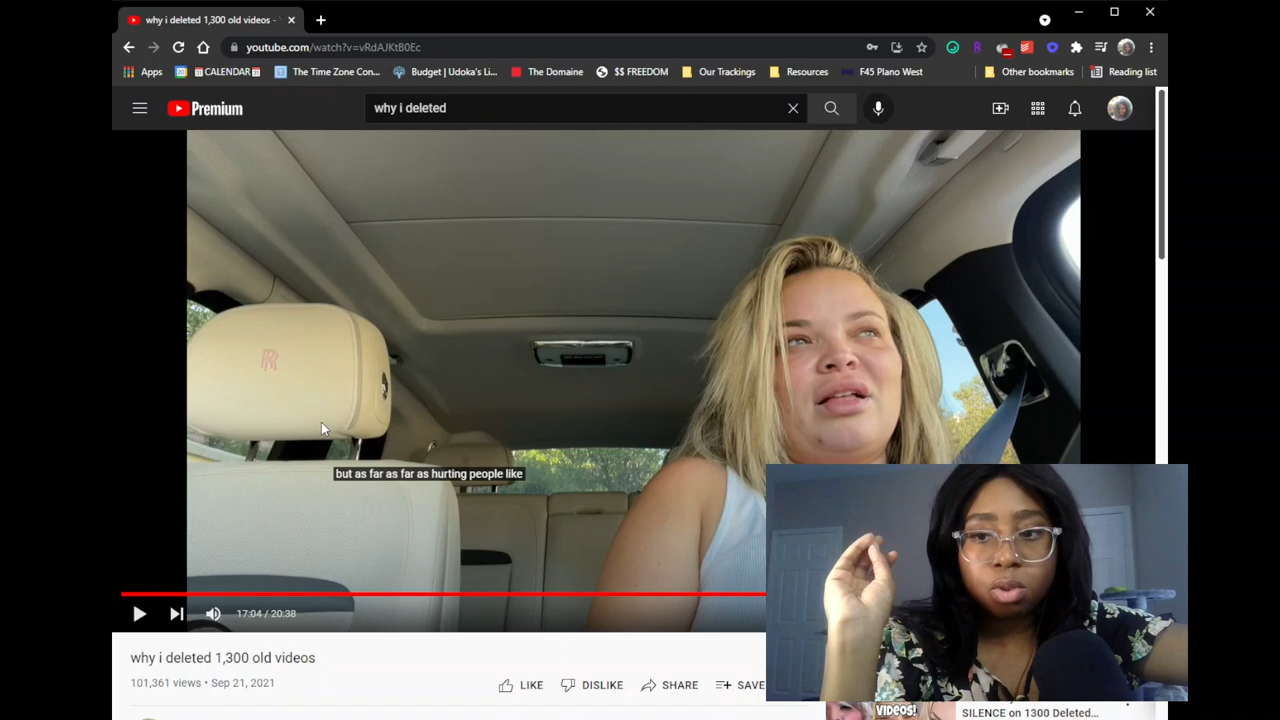 why i deleted 1,300 old videos -
youtube.com/watch?v=vRdAJKtB0Ec
Apps
CALENDAR
The Time Zone Con...
Budget | Udoka's Li...
The Domaine
$$ FREEDOM
Our Trackings
Resources
F45 Plano West
Other bookmarks
Reading list
Premium
why i deleted
RR
but as far as far as hurting people like
17:04 / 20:38
why i deleted 1,300 old videos
101,361 views • Sep 21, 2021
LIKE
DISLIKE
SHARE
SAVE
VIDEOS!
SILENCE on 1300 Deleted...